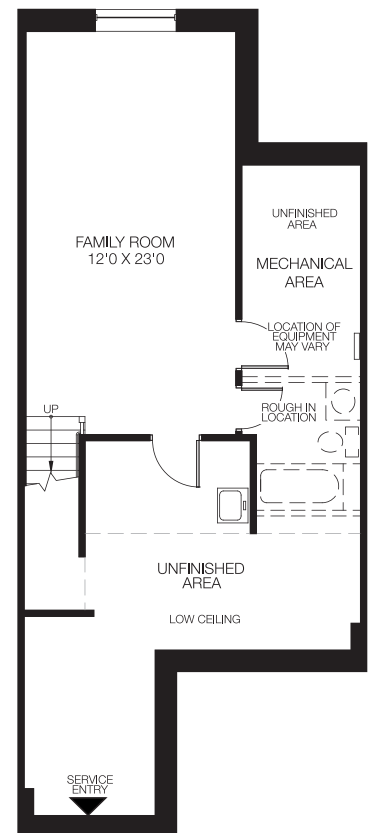 UNFINISHED
AREA
FAMILY ROOM
12'0 X 23'0
MECHANICAL
AREA
LOCATION OF
EQUIPMENT
MAY VARY
UP
ROUGH IN
LOCATION
UNFINISHED
AREA
LOW CEILING
SERVICE
ENTRY